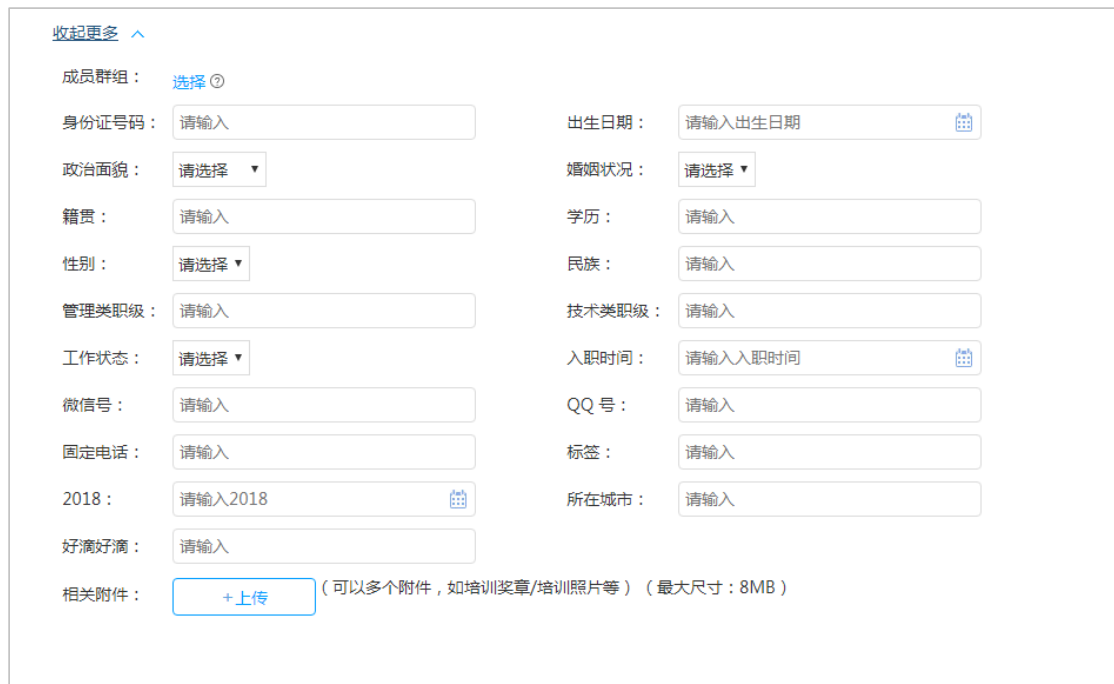 收起更多
成员群组： 选择 ?
身份证号码： 请输入 出生日期： 请输入出生日期
政治面貌： 请选择 婚姻状况： 请选择
籍贯： 请输入 学历： 请输入
性别： 请选择 民族： 请输入
管理类职级： 请输入 技术类职级： 请输入
工作状态： 请选择 入职时间： 请输入入职时间
微信号： 请输入 QQ 号： 请输入
固定电话： 请输入 标签： 请输入
2018： 请输入2018 所在城市： 请输入
好滴好滴： 请输入
相关附件： +上传 （可以多个附件，如培训奖章/培训照片等）（最大尺寸：8MB）